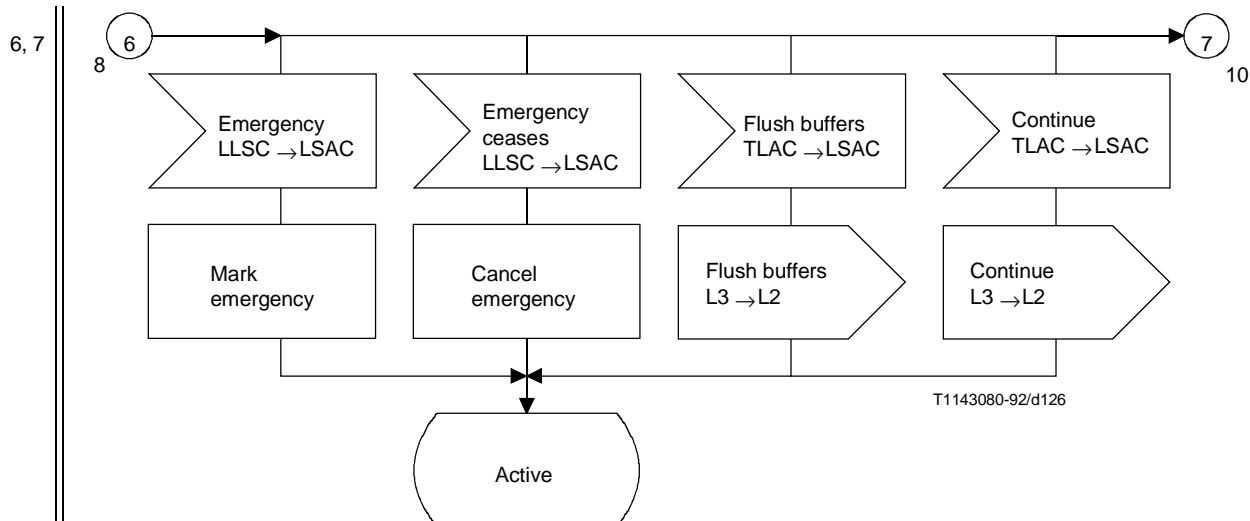 6, 7
6
8
7
10
Emergency
LLSC →LSAC
Emergency
ceases
LLSC →LSAC
Flush buffers
TLAC →LSAC
Continue
TLAC →LSAC
Mark
emergency
Cancel
emergency
Flush buffers
L3 →L2
Continue
L3 →L2
T1143080-92/d126
Active